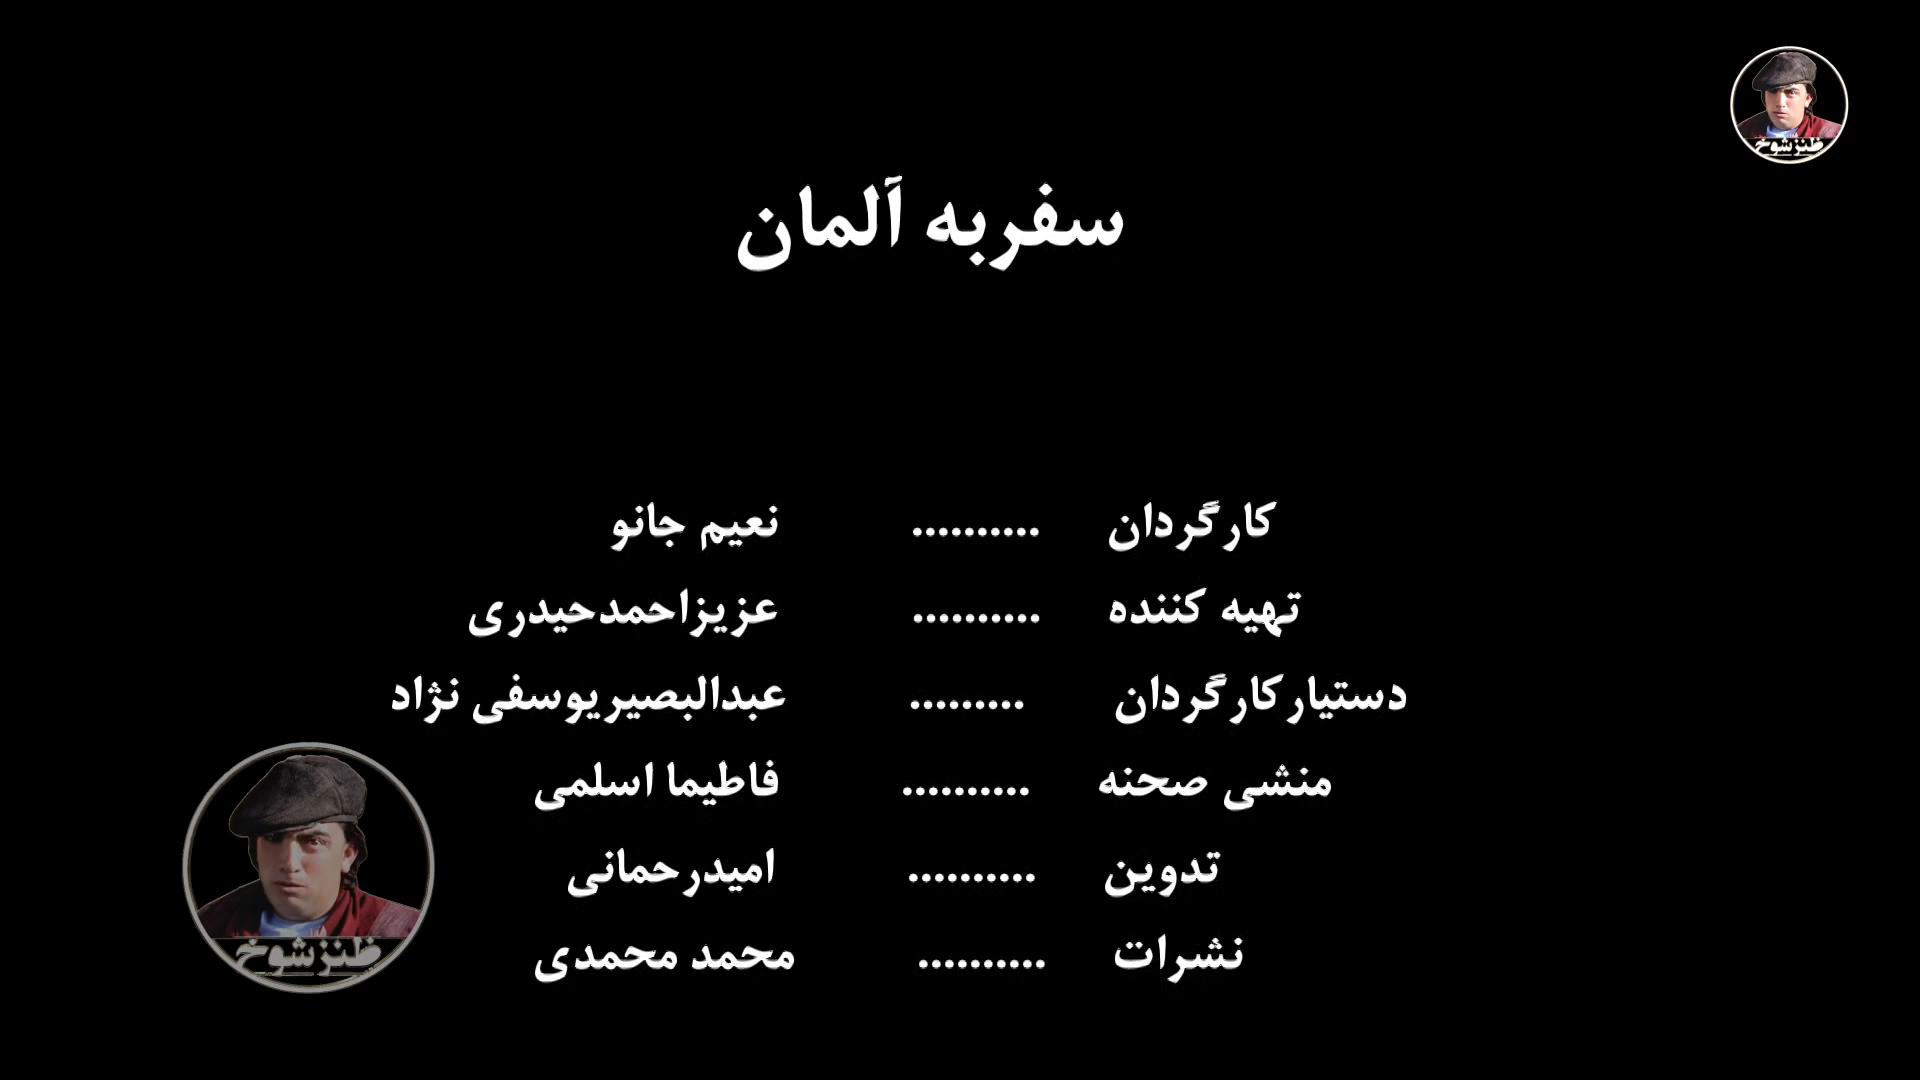 طنزشوخ
سفربه آلمان
کارگردان .......... نعیم جانو
تهیه کننده .......... عزیزاحمدحیدری
دستیارکارگردان ......... عبدالبصیریوسفی نژاد
منشی صحنه .......... فاطیما اسلمی
تدوین .......... امیدرحمانی
نشرات .......... محمد محمدی
طنزشوخ